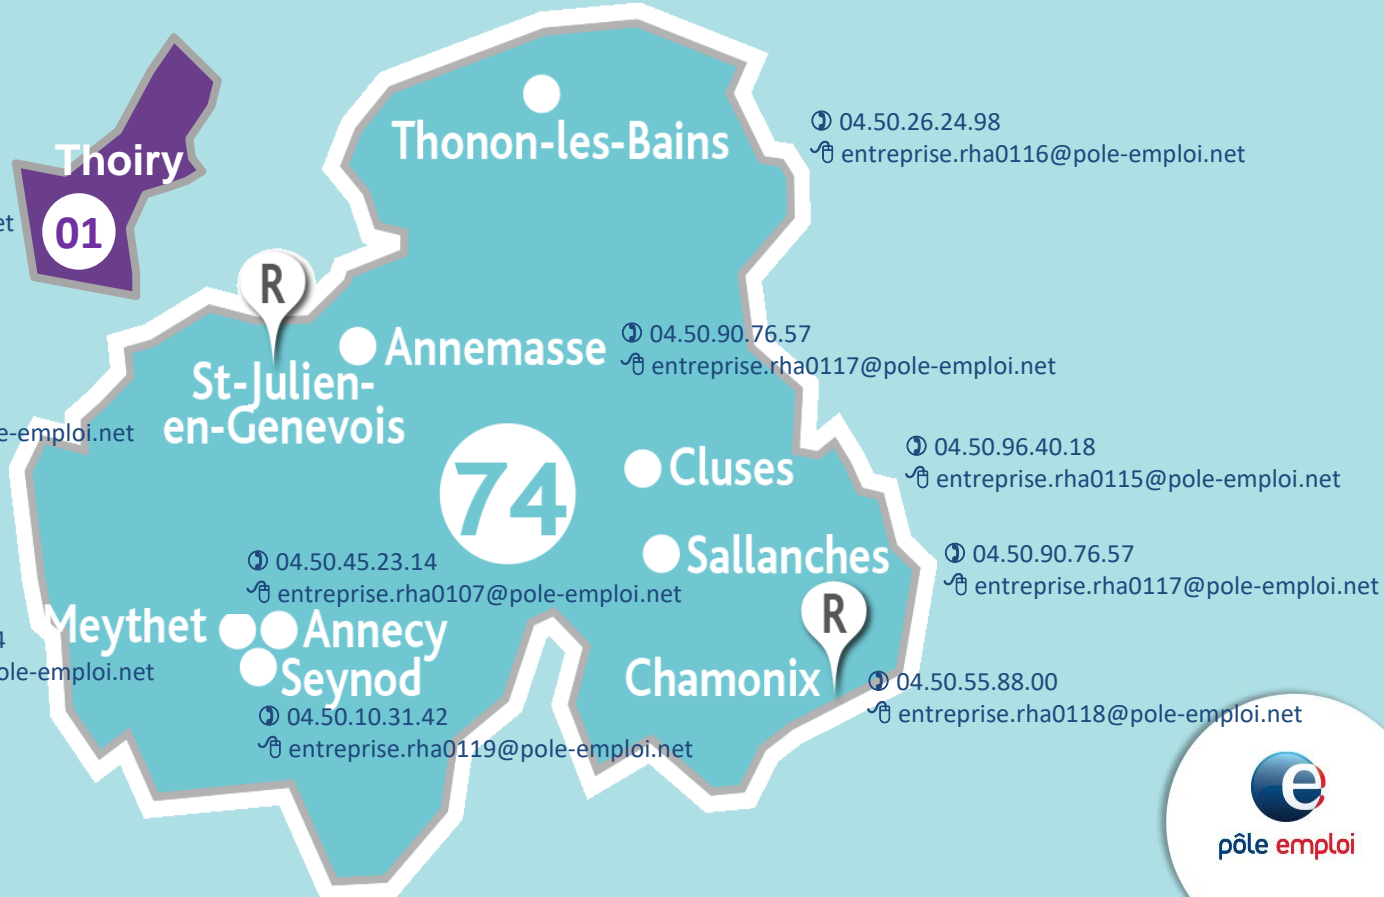 Thonon-les-Bains
04.50.26.24.98
entreprise.rha0116@pole-emploi.net
Thoiry
01
et
R
St-Julien-
en-Genevois
Annemasse
04.50.90.76.57
entreprise.rha0117@pole-emploi.net
e-emploi.net
74
Cluses
04.50.96.40.18
entreprise.rha0115@pole-emploi.net
Sallanches
04.50.90.76.57
entreprise.rha0117@pole-emploi.net
04.50.45.23.14
entreprise.rha0107@pole-emploi.net
Meythet
Annecy
Seynod
4
ole-emploi.net
04.50.10.31.42
entreprise.rha0119@pole-emploi.net
R
Chamonix
04.50.55.88.00
entreprise.rha0118@pole-emploi.net
e
pôle emploi